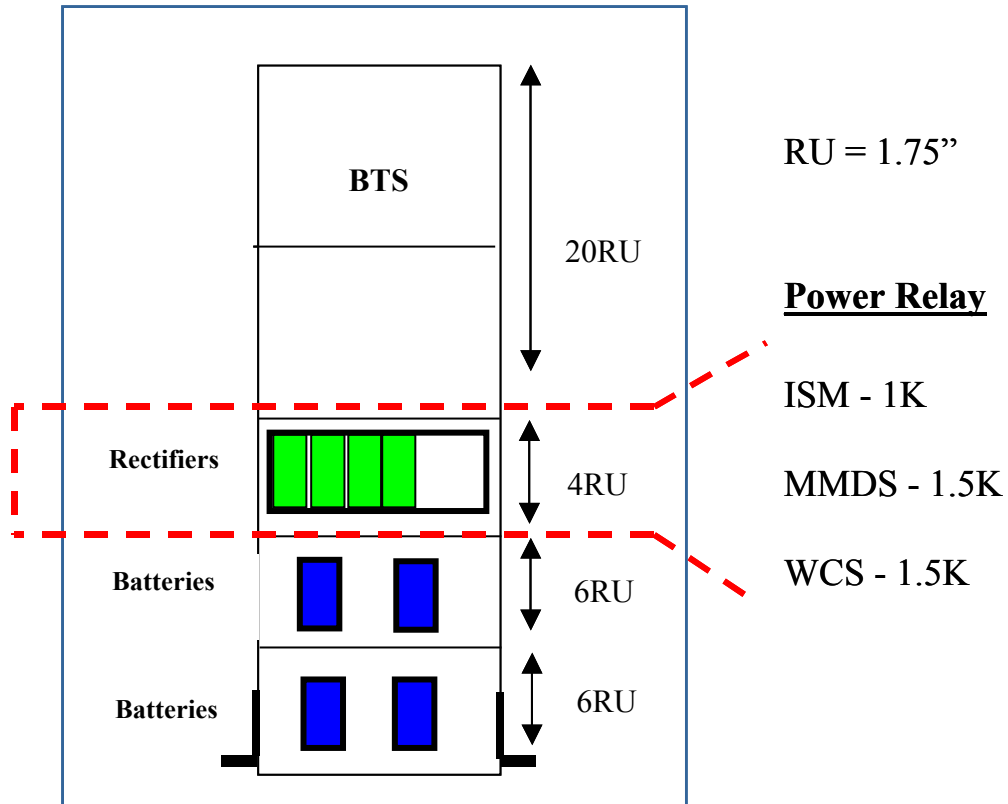 BTS
20RU
RU = 1.75”
Power Relay
ISM - 1K
Rectifiers
4RU
MMDS - 1.5K
Batteries
6RU
WCS - 1.5K
Batteries
6RU